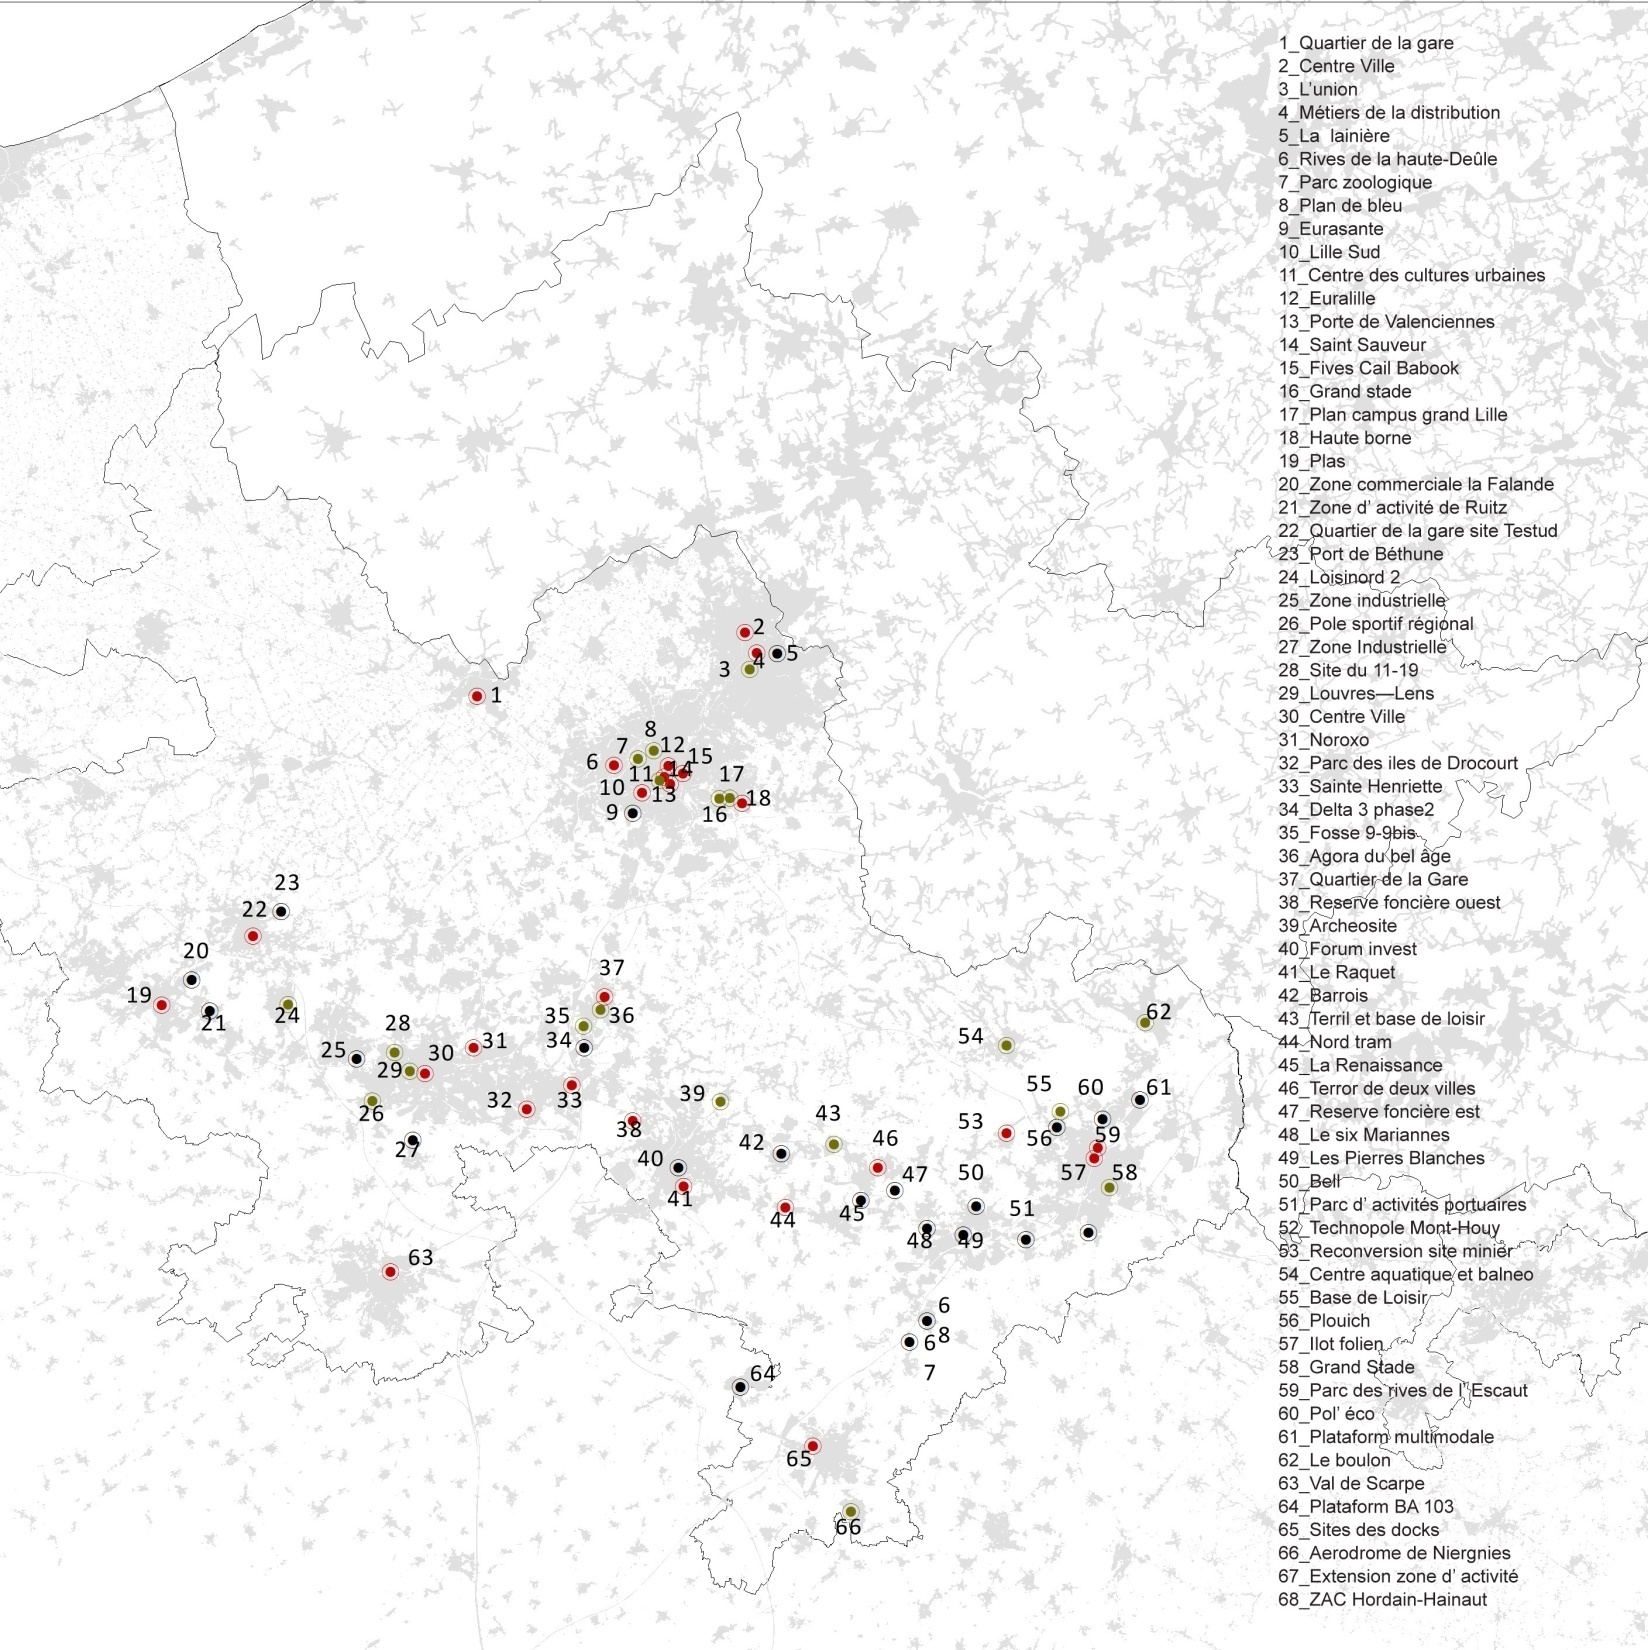 1_Quartier de la gare
2_Centre Ville
3_L'union
4_Métiers de la distribution
5_La lainière
6_Rives de la haute-Deûle
7_Parc zoologique
8_Plan de bleu
9_Eurasante
10_Lille Sud
11_Centre des cultures urbaines
12_Euralille
13_Porte de Valenciennes
14_Saint Sauveur
15_Fives Cail Babook
16_Grand stade
17_Plan campus grand Lille
18_Haute borne
19_Plas
20_Zone commerciale la Falande
21_Zone d' activité de Ruitz
22_Quartier de la gare site Testud
23_Port de Béthune
24_Loisinord 2
25_Zone industrielle
26_Pole sportif régional
27_Zone Industrielle
28_Site du 11-19
29_Louvres—Lens
30_Centre Ville
31_Noroxo
32_Parc des iles de Drocourt
33_Sainte Henriette
34_Delta 3 phase2
35_Fosse 9-9bis
36_Agora du bel âge
37_Quartier de la Gare
38_Reserve foncière ouest
39_Archeosite
40_Forum invest
41_Le Raquet
42_Barrois
43_Terril et base de loisir
44_Nord tram
45_La Renaissance
46_Terror de deux villes
47_Reserve foncière est
48_Le six Mariannes
49_Les Pierres Blanches
50_Bell
51_Parc d' activités portuaires
52_Technopole Mont-Houy
53_Reconversion site minier
54_Centre aquatique et balneo
55_Base de Loisir
56_Plouich
57_Ilot folien
58_Grand Stade
59_Parc des rives de l' Escaut
60_Pol' éco
61_Plataform multimodale
62_Le boulon
63_Val de Scarpe
64_Plataform BA 103
65_Sites des docks
66_Aerodrome de Niergnies
67_Extension zone d' activité
68_ZAC Hordain-Hainaut
2
4
5
3
1
8
7
12
15
6
11
14
17
10
13
18
9
16
23
22
20
19
21
24
37
35
36
34
28
31
25
30
29
32
33
26
27
38
39
43
42
46
40
41
44
45
47
50
51
48
49
54
62
55
60
61
53
56
59
57
58
63
6
6 8
7
64
65
66